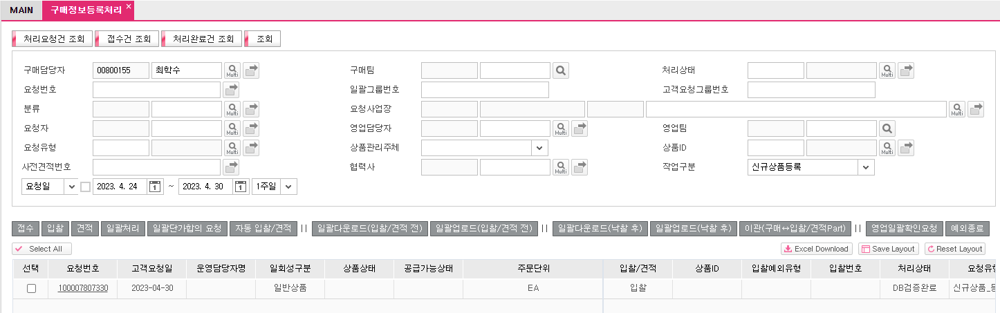 MAIN 구매정보등록처리 ×
처리요청건 조회 접수건 조회 처리완료건 조회 조회
구매담당자 00800155 최학수 Multi 구매팀 처리상태 Multi
요청번호 일괄그룹번호 고객요청그룹번호
분류 Multi 요청사업장 Multi
요청자 Multi 영업담당자 Multi 영업팀
요청유형 Multi 상품관리주체 상품ID Multi
사전견적번호 협력사 Multi 작업구분 신규상품등록
요청일 2023. 4. 24 1 ~ 2023. 4. 30 1 1주일
접수 입찰 견적 일괄처리 일괄단가합의 요청 자동 입찰/견적 || 일괄다운로드(입찰/견적 전) 일괄업로드(입찰/견적 전) || 일괄다운로드(낙찰 후) 일괄업로드(낙찰 후) 이관(구매↔입찰/견적Part) || 영업일괄확인요청 예외종료
Select All Excel Download Save Layout Reset Layout
선택 요청번호 고객요청일 운영담당자명 일회성구분 상품상태 공급가능상태 주문단위 입찰/견적 상품ID 입찰예외유형 입찰번호 처리상태 요청유형
100007807330 2023-04-30 일반상품 EA 입찰 DB검증완료 신규상품_등